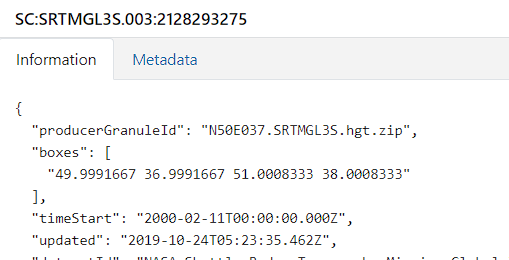 SC:SRTMGL3S.003:2128293275
Information Metadata
{
"producerGranuleId": "N50E037.SRTMGL3S.hgt.zip",
"boxes": [
"49.9991667 36.9991667 51.0008333 38.0008333"
],
"timeStart": "2000-02-11T00:00:00.000Z",
"updated": "2019-10-24T05:23:35.462Z",